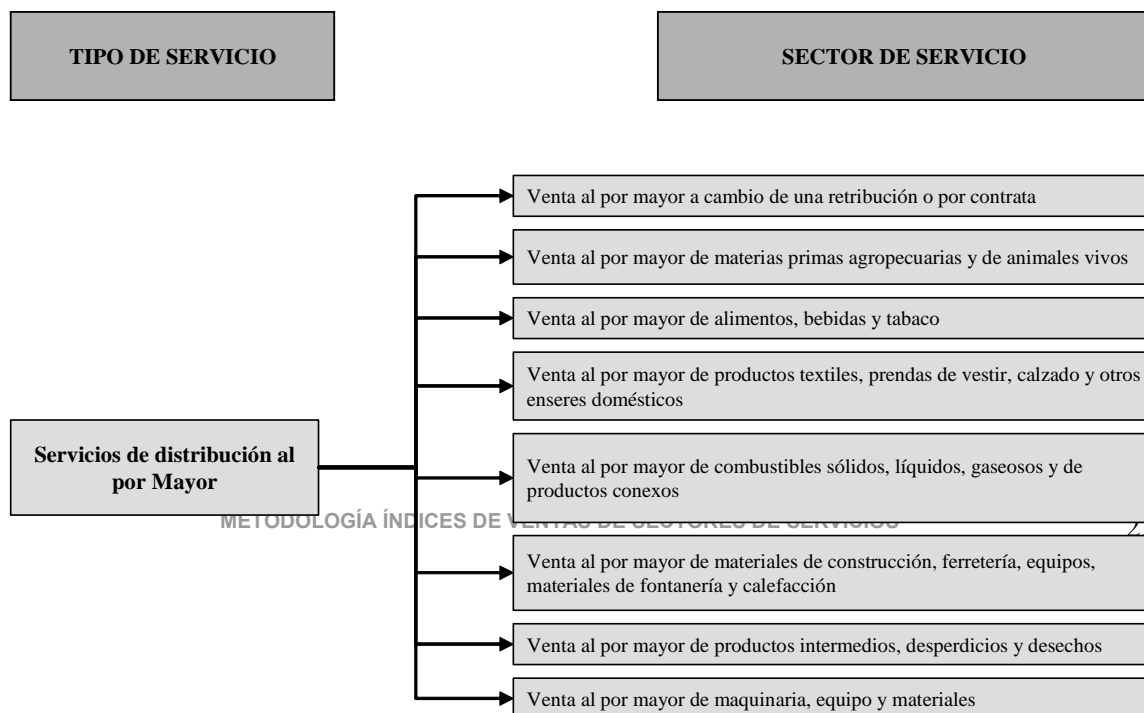 TIPO DE SERVICIO
SECTOR DE SERVICIO
Venta al por mayor a cambio de una retribución o por contrata
Venta al por mayor de materias primas agropecuarias y de animales vivos
Venta al por mayor de alimentos, bebidas y tabaco
Venta al por mayor de productos textiles, prendas de vestir, calzado y otros
enseres domésticos
Servicios de distribución al
por Mayor
Venta al por mayor de combustibles sólidos, líquidos, gaseosos y de
productos conexos
METODOLOGÍA ÍNDICES DE VENTAS DE SECTORES DE SERVICIOS
Venta al por mayor de materiales de construcción, ferretería, equipos,
materiales de fontanería y calefacción
Venta al por mayor de productos intermedios, desperdicios y desechos
Venta al por mayor de maquinaria, equipo y materiales